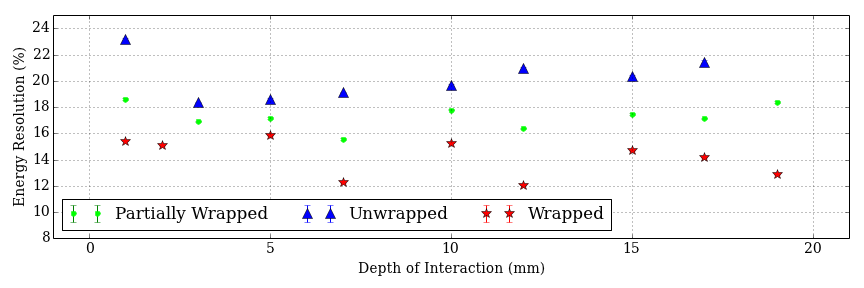 Energy Resolution (%)
24
22
20
18
16
14
12
10
8
Partially Wrapped Unwrapped Wrapped
0 5 10 15 20
Depth of Interaction (mm)